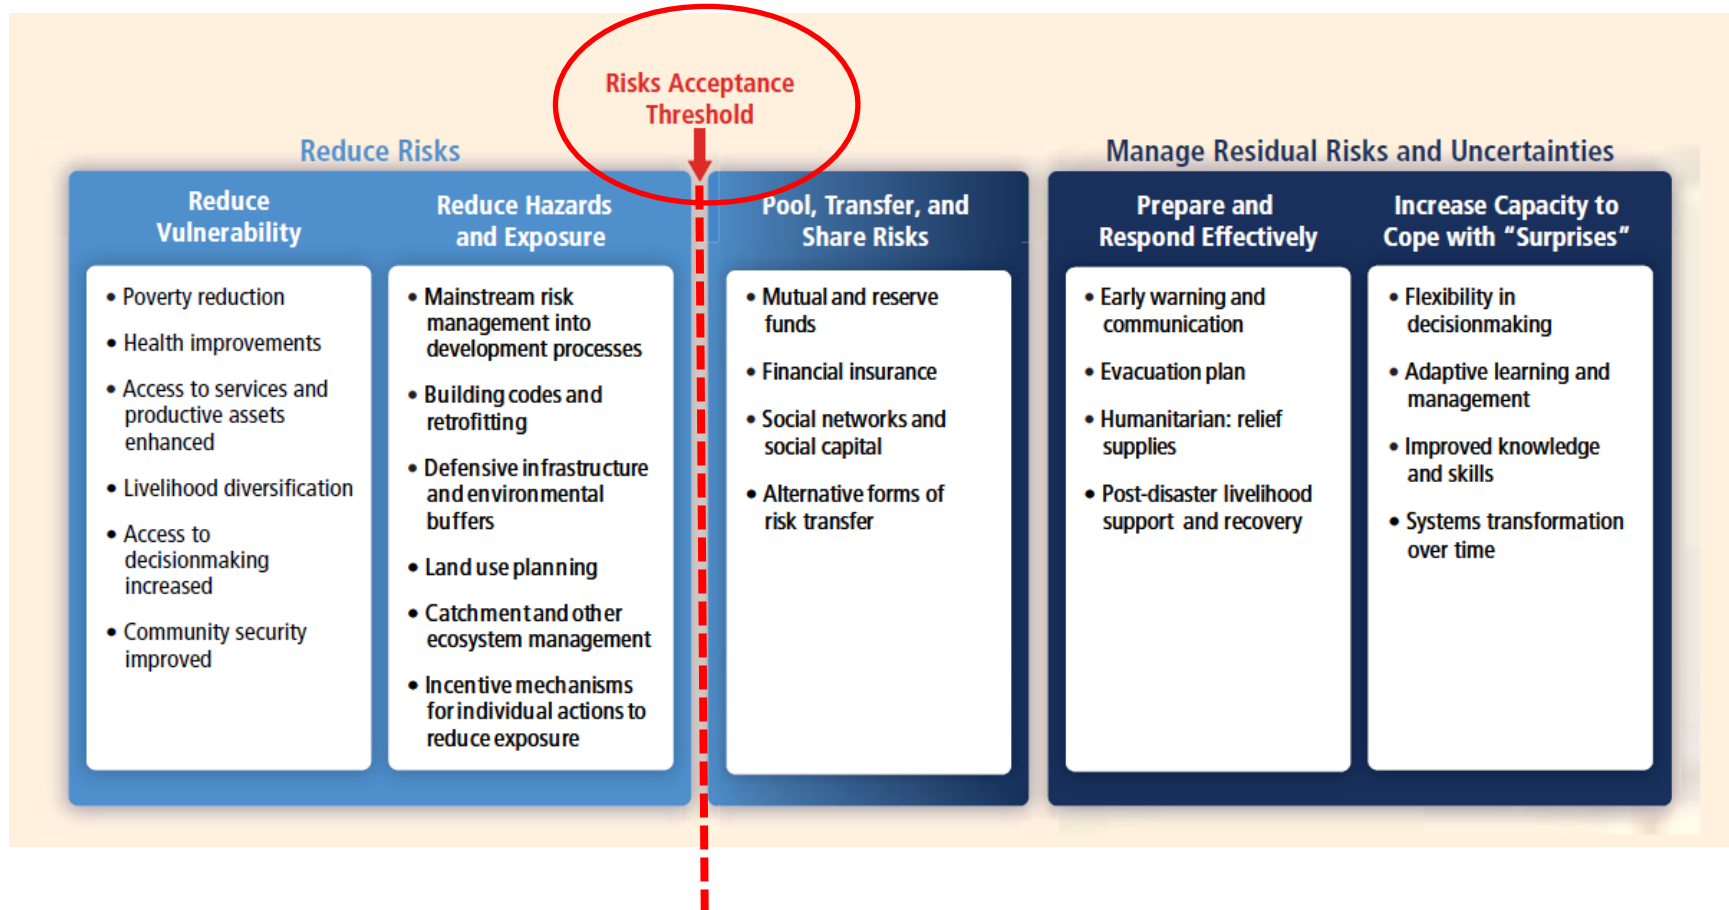 Risks Acceptance
Threshold
Reduce Risks
Manage Residual Risks and Uncertainties
Reduce
Vulnerability
• Poverty reduction
• Health improvements
• Access to services and
productive assets
enhanced
• Livelihood diversification
• Access to
decisionmaking
increased
• Community security
improved
Reduce Hazards
and Exposure
• Mainstream risk
management into
development processes
• Building codes and
retrofitting
• Defensive infrastructure
and environmental
buffers
• Land use planning
• Catchment and other
ecosystem management
• Incentive mechanisms
for individual actions to
reduce exposure
Pool, Transfer, and
Share Risks
• Mutual and reserve
funds
• Financial insurance
• Social networks and
social capital
• Alternative forms of
risk transfer
Prepare and
Respond Effectively
• Early warning and
communication
• Evacuation plan
• Humanitarian: relief
supplies
• Post-disaster livelihood
support and recovery
Increase Capacity to
Cope with “Surprises”
• Flexibility in
decisionmaking
• Adaptive learning and
management
• Improved knowledge
and skills
• Systems transformation
over time